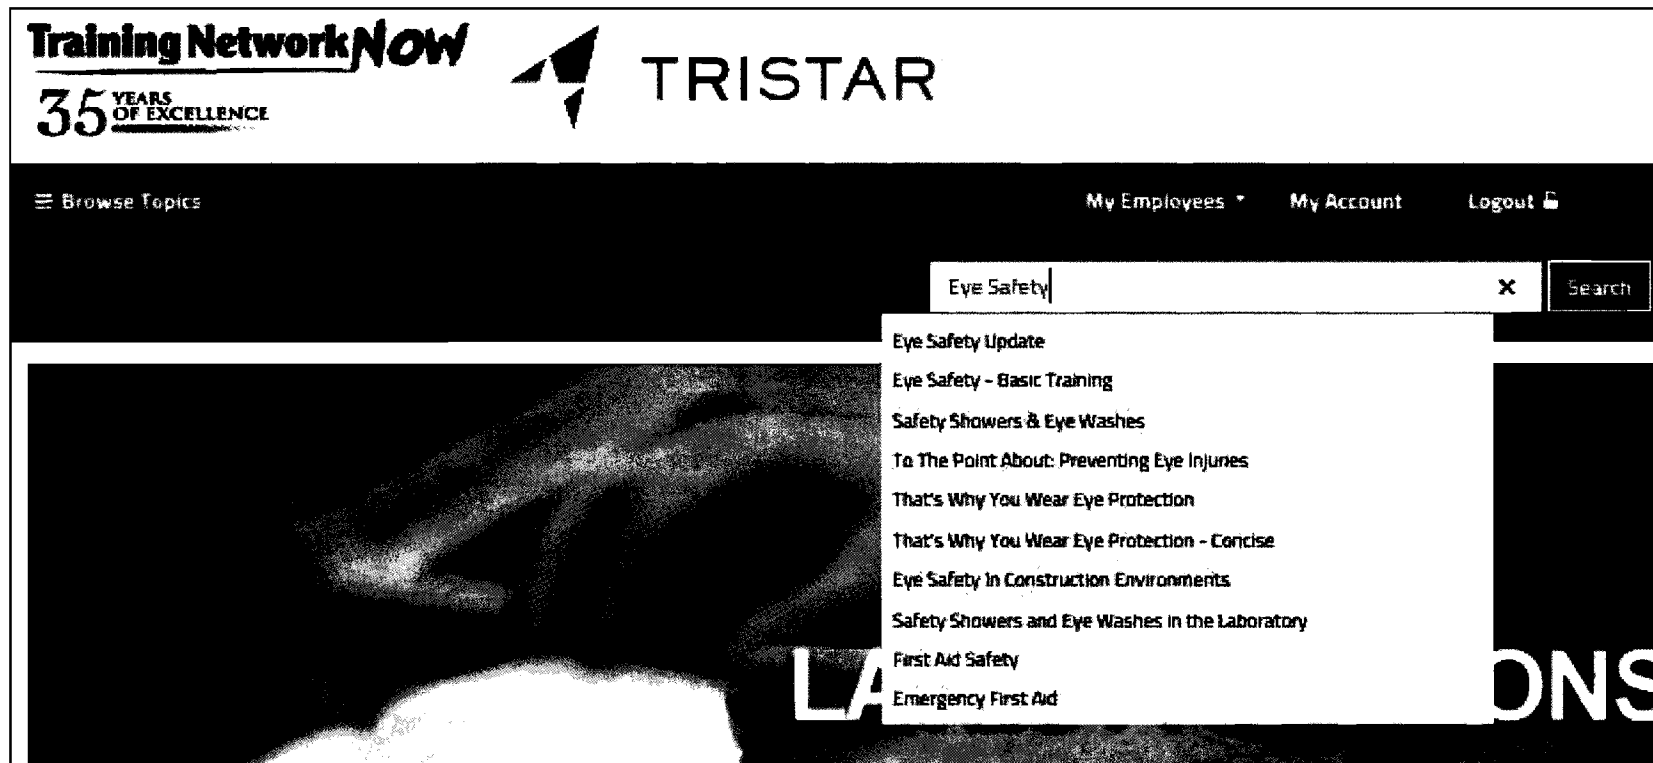 Training Network NOW
35 YEARS OF EXCELLENCE
TRISTAR
Browse Topics
My Employees
My Account
Logout
Eye Safety
Search
Eye Safety Update
Eye Safety - Basic Training
Safety Showers & Eye Washes
To The Point About: Preventing Eye Injuries
That's Why You Wear Eye Protection
That's Why You Wear Eye Protection - Concise
Eye Safety In Construction Environments
Safety Showers and Eye Washes in the Laboratory
First Aid Safety
Emergency First Aid
LA
ONS